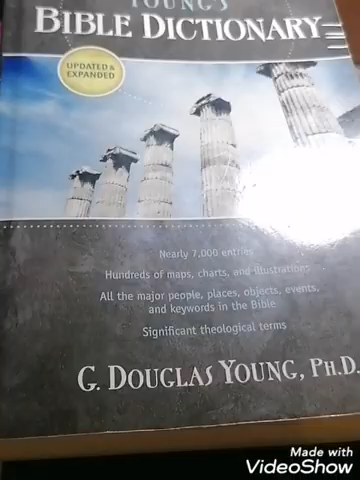 YOUNG'S
BIBLE DICTIONARY
UPDATED &
EXPANDED
Nearly 7,000 entries
Hundreds of maps, charts, and illustrations
All the major people, places, objects, events,
and keywords in the Bible
Significant theological terms
G. DOUGLAS YOUNG, PH.D.
Made with
VideoShow